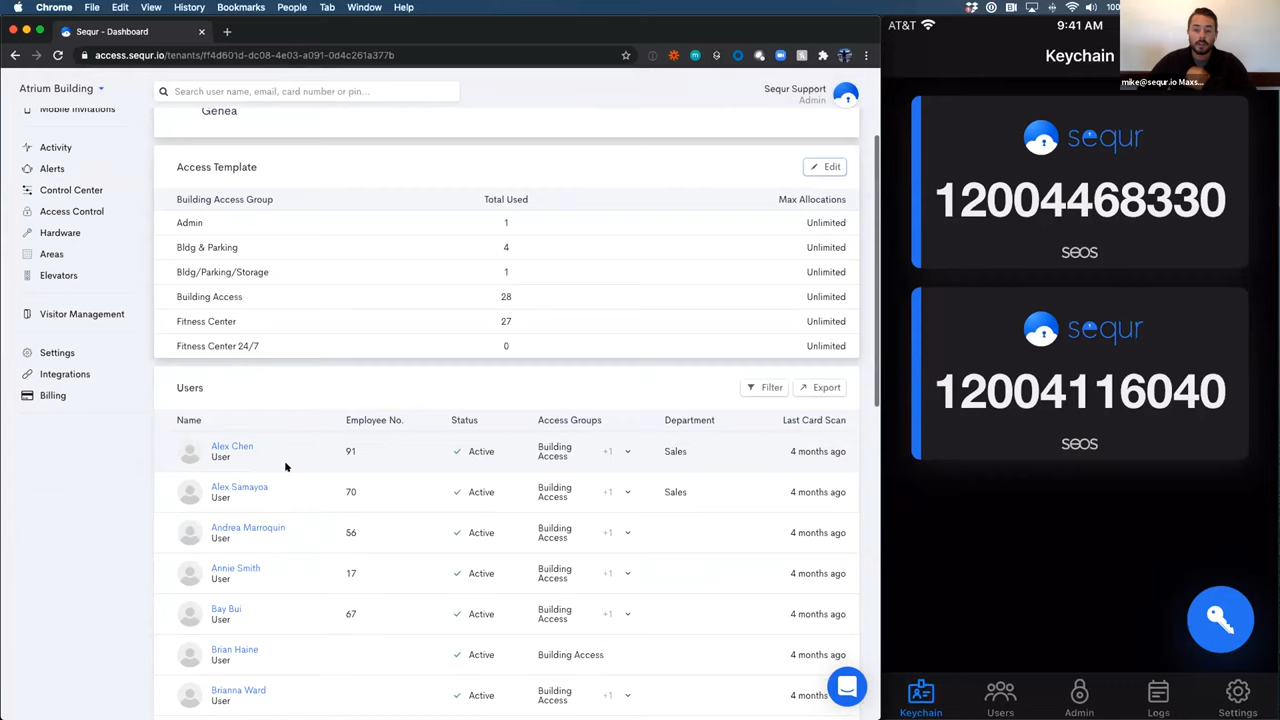 Chrome File Edit View History Bookmarks People Tab Window Help
Sequr - Dashboard
access.sequr.io/tenants/ff4d601d-dc08-4e03-a091-0d4c261a377b
Atrium Building
Search user name, email, card number or pin...
Sequr Support
Admin
Mobile Invitations
Activity
Alerts
Control Center
Access Control
Hardware
Areas
Elevators
Visitor Management
Settings
Integrations
Billing
Genea
Access Template
Edit
Building Access Group Total Used Max Allocations
Admin 1 Unlimited
Bldg & Parking 4 Unlimited
Bldg/Parking/Storage 1 Unlimited
Building Access 28 Unlimited
Fitness Center 27 Unlimited
Fitness Center 24/7 0 Unlimited
Users
Filter
Export
Name Employee No. Status Access Groups Department Last Card Scan
Alex Chen
User
91 Active Building Access +1 Sales 4 months ago
Alex Samayoa
User
70 Active Building Access +1 Sales 4 months ago
Andrea Marroquin
User
56 Active Building Access +1 4 months ago
Annie Smith
User
17 Active Building Access +1 4 months ago
Bay Bui
User
67 Active Building Access +1 4 months ago
Brian Haine
User
Active Building Access 4 months ago
Brianna Ward
User
Active Building Access +1 4 months
AT&T 9:41 AM
Keychain
mike@sequr.io Maxs...
sequr
12004468330
seos
sequr
12004116040
seos
Keychain Users Admin Logs Settings